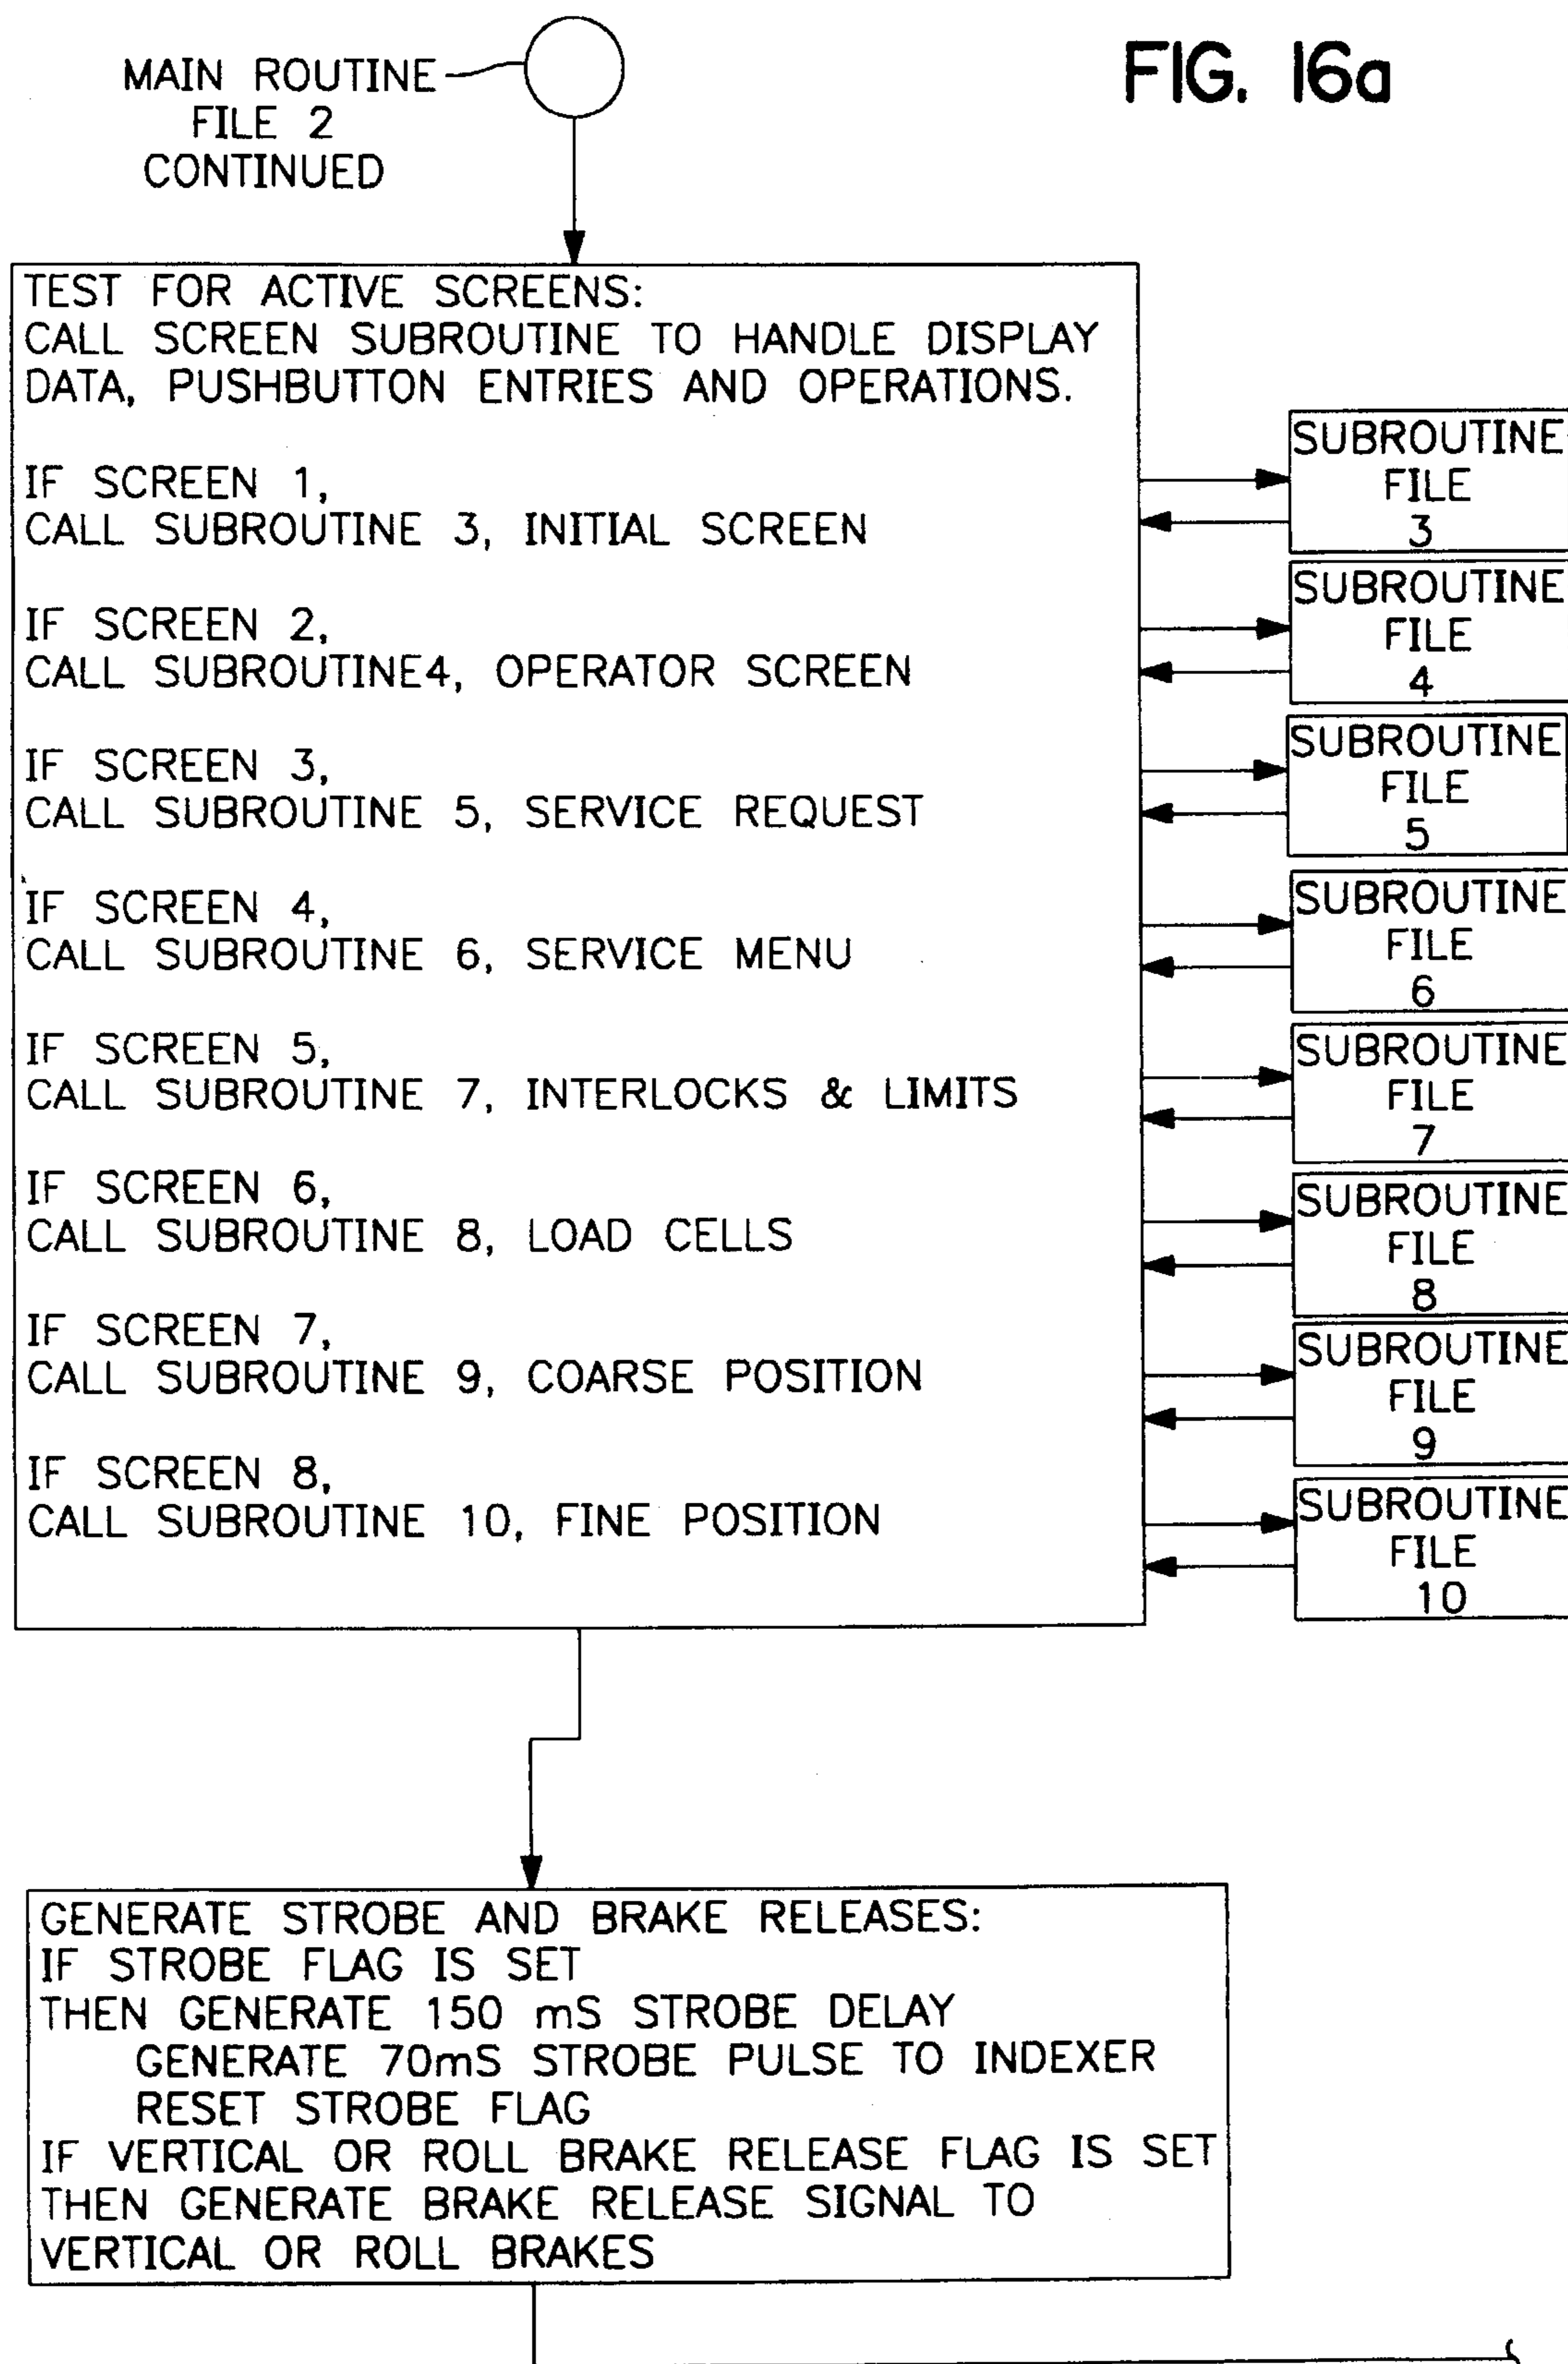 FIG. 16a
MAIN ROUTINE
FILE 2
CONTINUED
TEST FOR ACTIVE SCREENS:
CALL SCREEN SUBROUTINE TO HANDLE DISPLAY
DATA, PUSHBUTTON ENTRIES AND OPERATIONS.
IF SCREEN 1,
CALL SUBROUTINE 3, INITIAL SCREEN
IF SCREEN 2,
CALL SUBROUTINE4, OPERATOR SCREEN
IF SCREEN 3,
CALL SUBROUTINE 5, SERVICE REQUEST
IF SCREEN 4,
CALL SUBROUTINE 6, SERVICE MENU
IF SCREEN 5,
CALL SUBROUTINE 7, INTERLOCKS & LIMITS
IF SCREEN 6,
CALL SUBROUTINE 8, LOAD CELLS
IF SCREEN 7,
CALL SUBROUTINE 9, COARSE POSITION
IF SCREEN 8,
CALL SUBROUTINE 10, FINE POSITION
SUBROUTINE
FILE
3
SUBROUTINE
FILE
4
SUBROUTINE
FILE
5
SUBROUTINE
FILE
6
SUBROUTINE
FILE
7
SUBROUTINE
FILE
8
SUBROUTINE
FILE
9
SUBROUTINE
FILE
10
GENERATE STROBE AND BRAKE RELEASES:
IF STROBE FLAG IS SET
THEN GENERATE 150 mS STROBE DELAY
GENERATE 70mS STROBE PULSE TO INDEXER
RESET STROBE FLAG
IF VERTICAL OR ROLL BRAKE RELEASE FLAG IS SET
THEN GENERATE BRAKE RELEASE SIGNAL TO
VERTICAL OR ROLL BRAKES